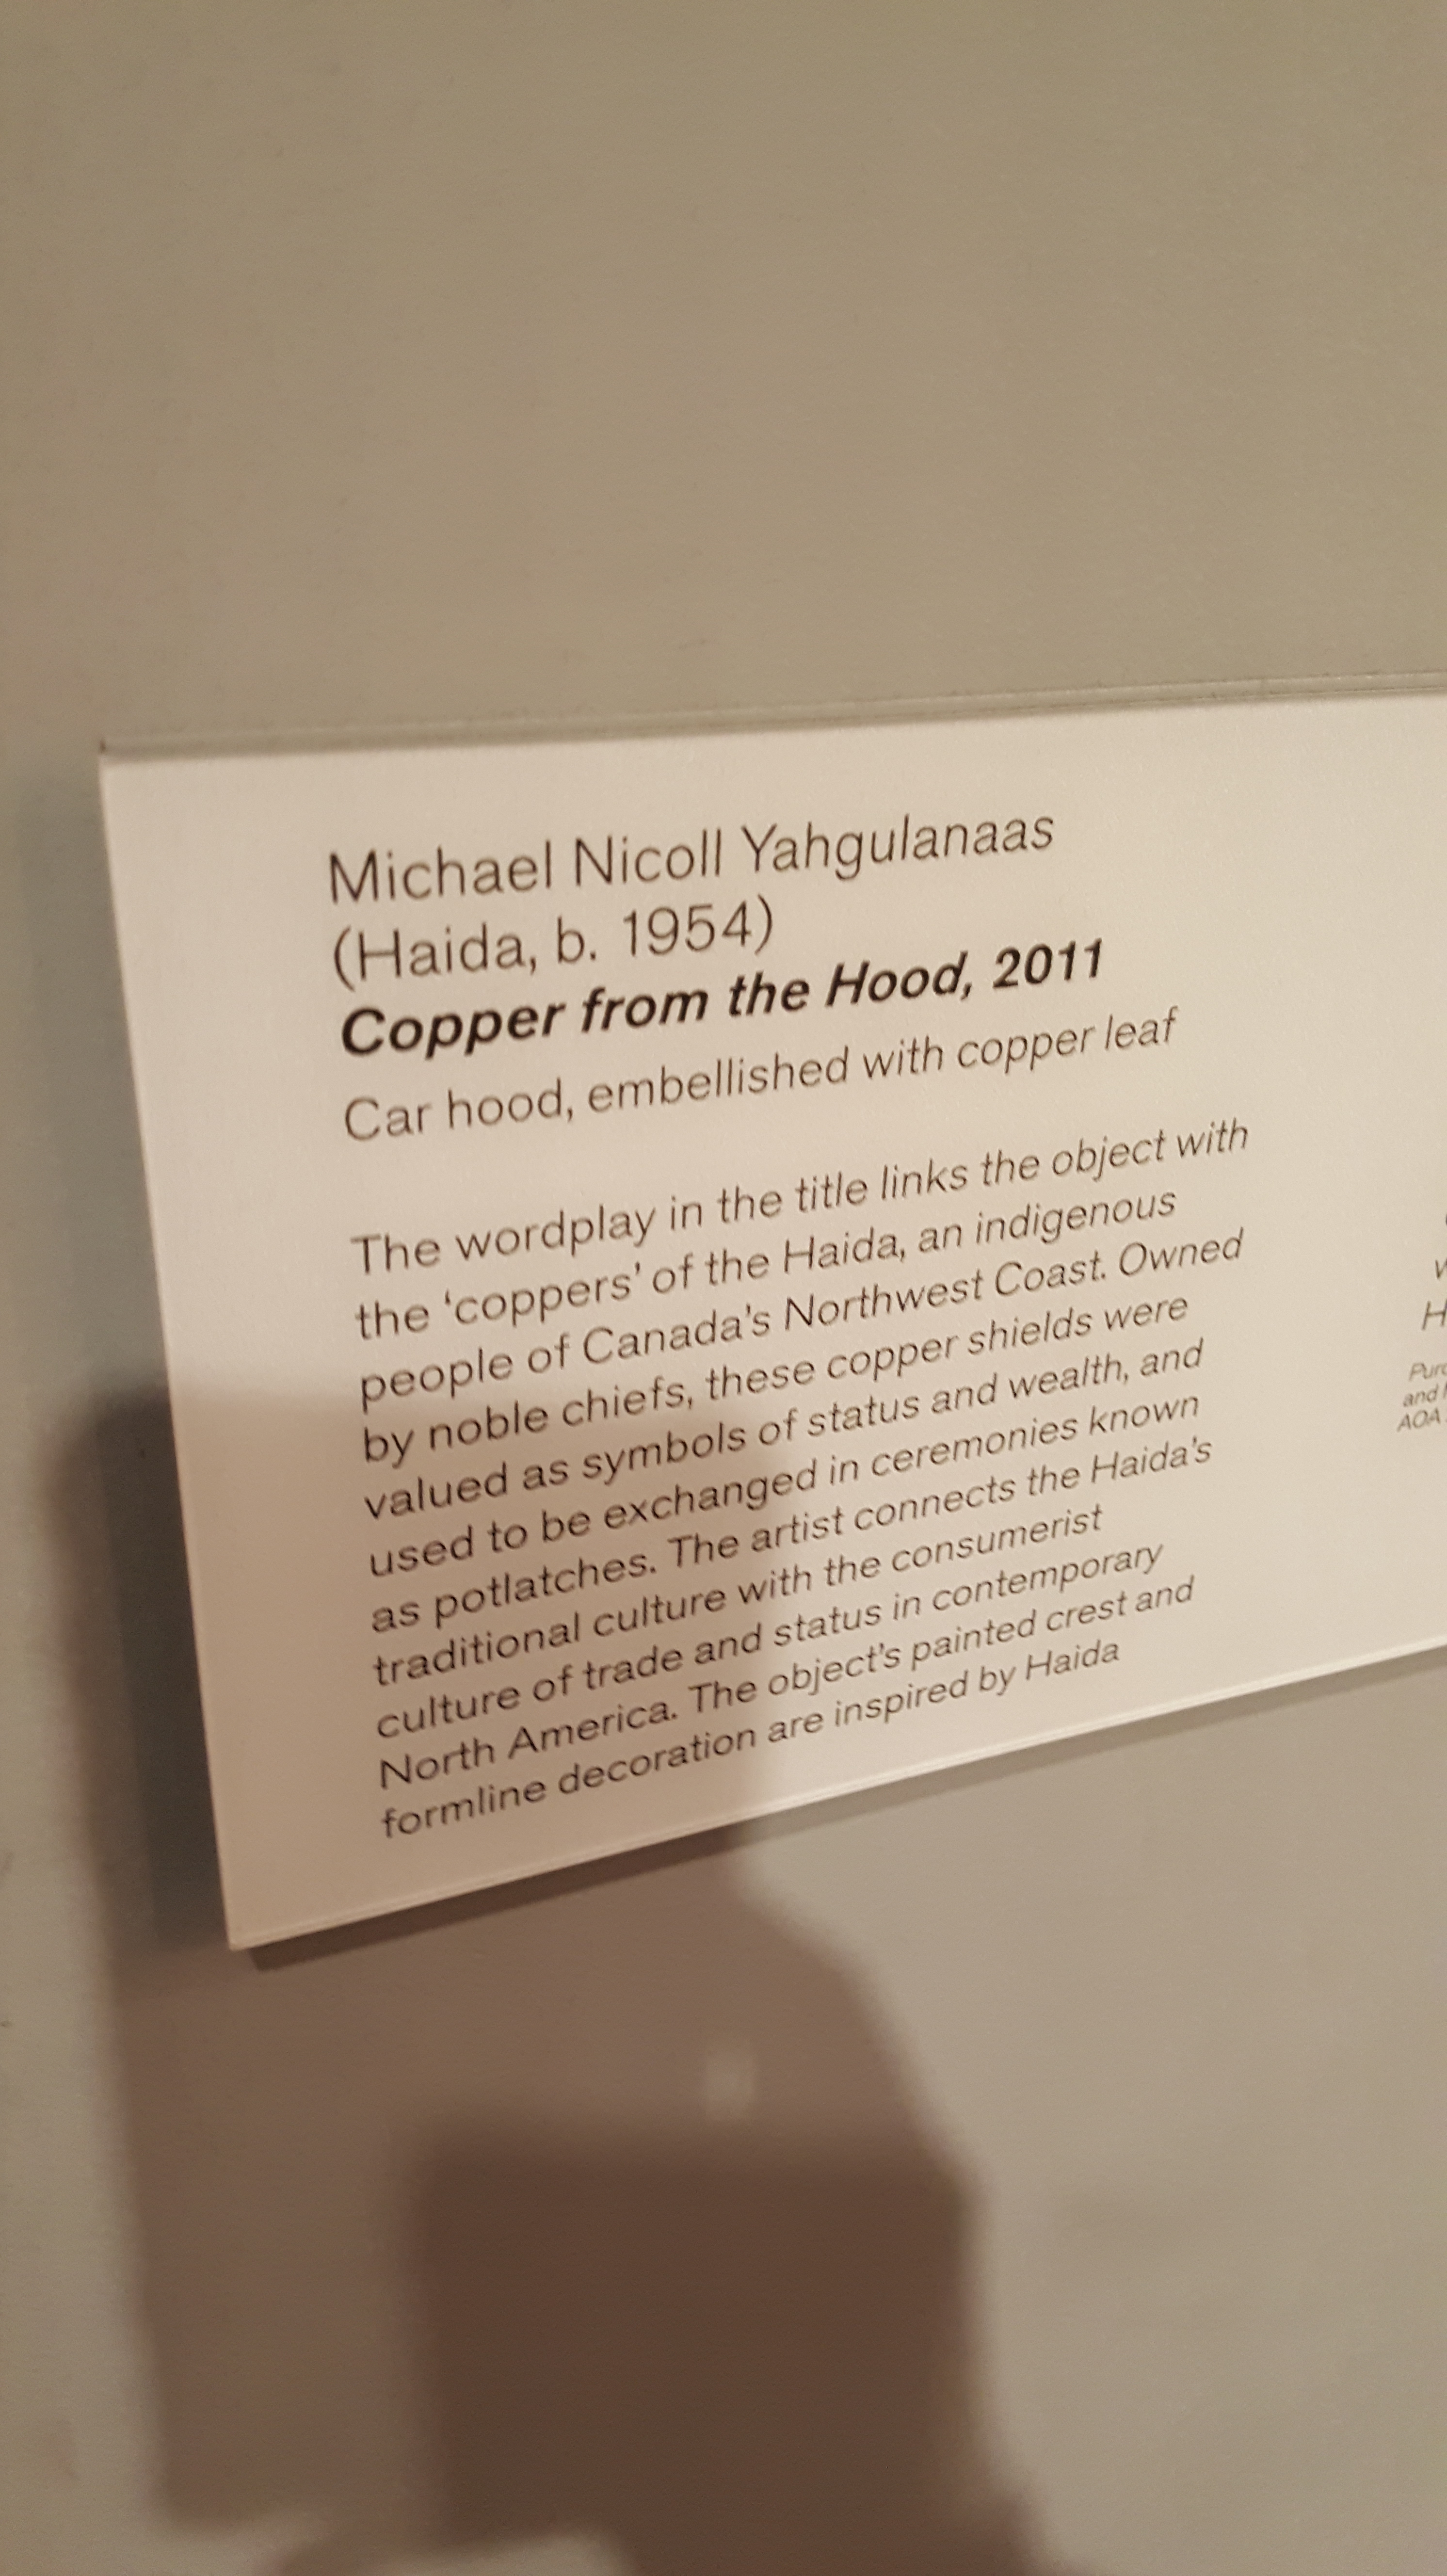 Michael Nicoll Yahgulanaas
(Haida, b. 1954)
Copper from the Hood, 2011
Car hood, embellished with copper leaf
The wordplay in the title links the object with
the ‘coppers’ of the Haida, an indigenous
people of Canada’s Northwest Coast. Owned
by noble chiefs, these copper shields were
valued as symbols of status and wealth, and
used to be exchanged in ceremonies known
as potlatches. The artist connects the Haida’s
traditional culture with the consumerist
culture of trade and status in contemporary
North America. The object’s painted crest and
formline decoration are inspired by Haida
and
AOA